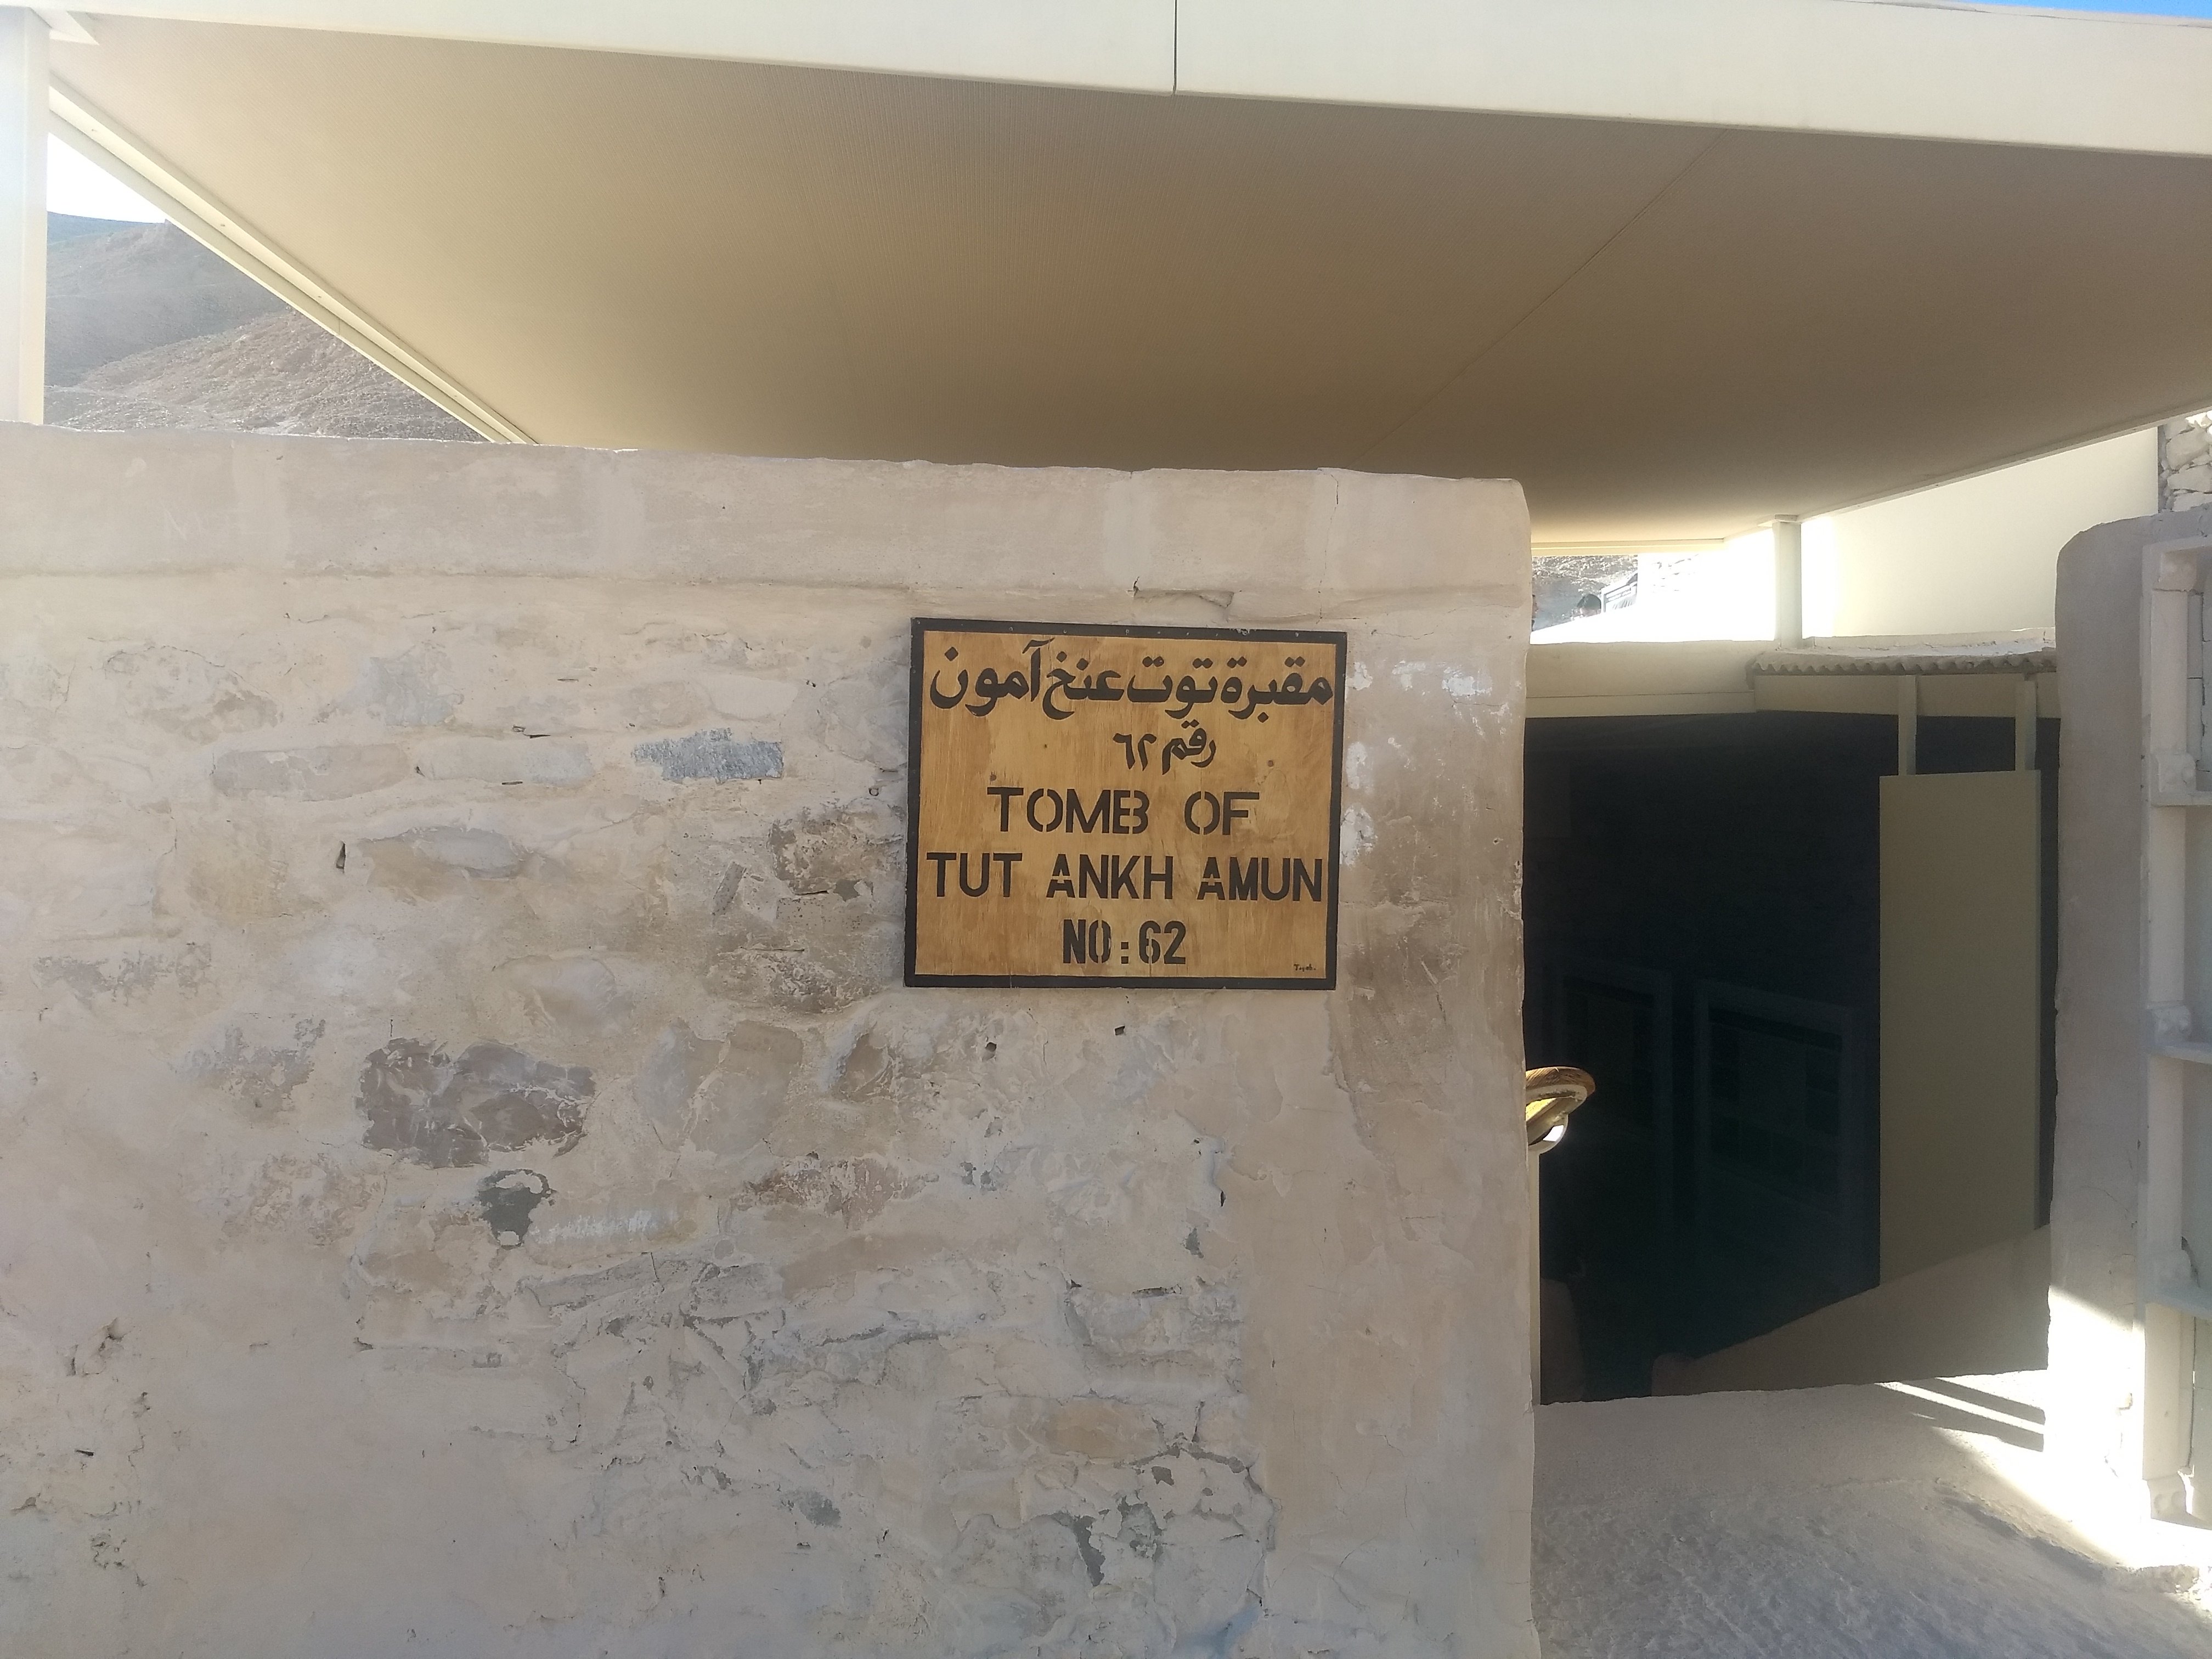 مقبرة توت عنخ آمون
رقم ٦٢
TOMB OF
TUT ANKH AMUN
NO:62